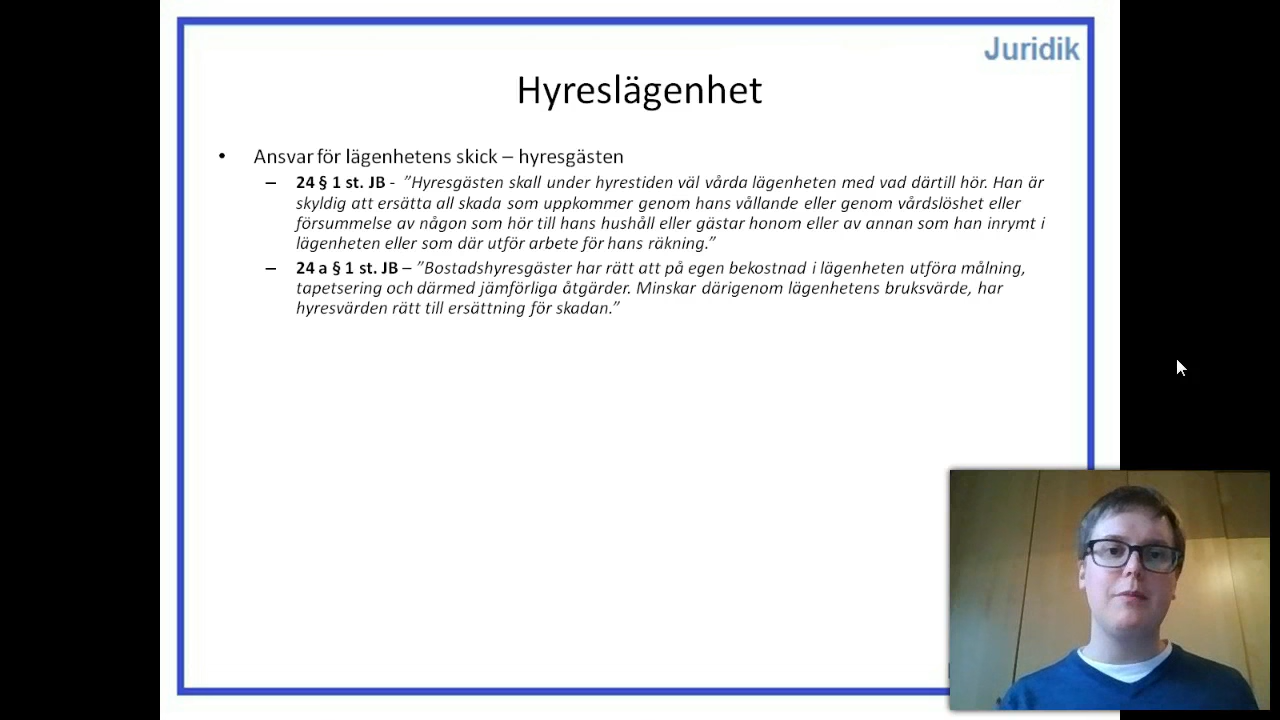 Juridik
Hyreslägenhet
• Ansvar för lägenhetens skick – hyresgästen
– 24 § 1 st. JB - ”Hyresgästen skall under hyrestiden väl vårda lägenheten med vad därtill hör. Han är
skyldig att ersätta all skada som uppkommer genom hans vållande eller genom vårdslöshet eller
försummelse av någon som hör till hans hushåll eller gästar honom eller av annan som han inrymt i
lägenheten eller som där utför arbete för hans räkning.”
– 24 a § 1 st. JB – ”Bostadshyresgäster har rätt att på egen bekostnad i lägenheten utföra målning,
tapetsering och därmed jämförliga åtgärder. Minskar därigenom lägenhetens bruksvärde, har
hyresvärden rätt till ersättning för skadan.”